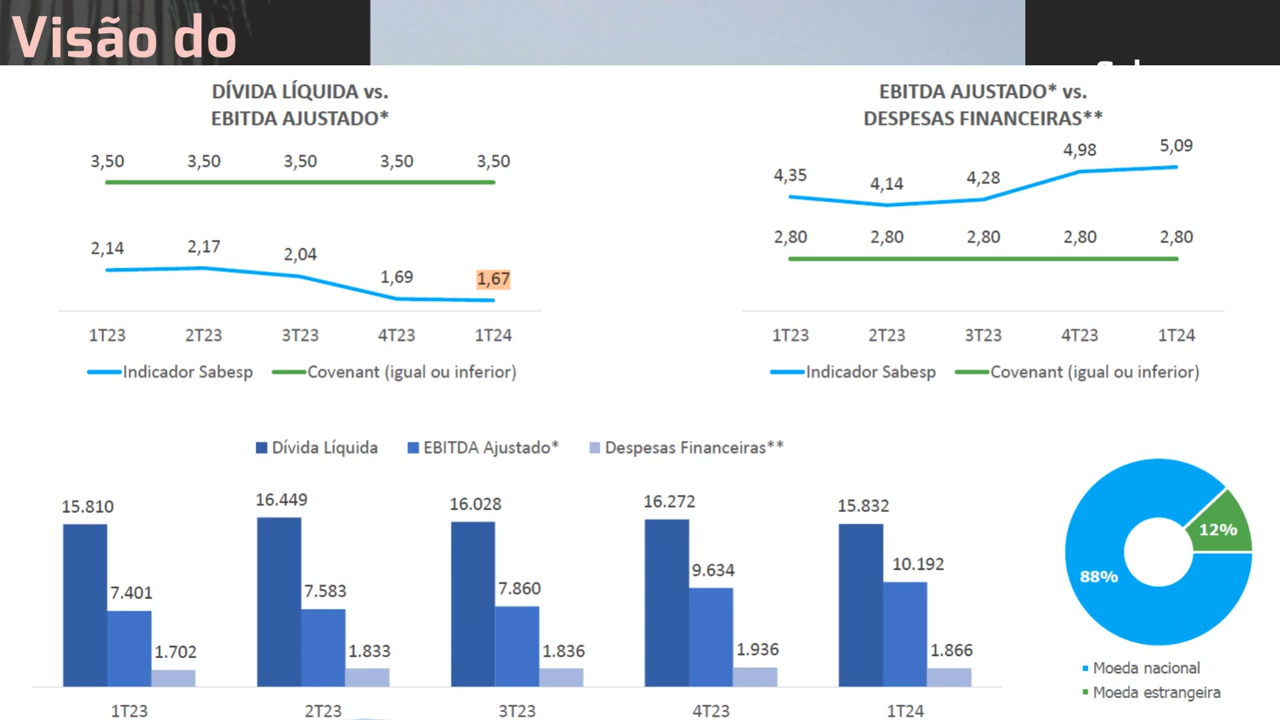 Visão do
DÍVIDA LÍQUIDA vs.
EBITDA AJUSTADO*
3,50 3,50 3,50 3,50 3,50
2,14 2,17 2,04 1,69 1,67
1T23 2T23 3T23 4T23 1T24
Indicador Sabesp Covenant (igual ou inferior)
EBITDA AJUSTADO* vs.
DESPESAS FINANCEIRAS**
4,35 4,14 4,28 4,98 5,09
2,80 2,80 2,80 2,80 2,80
1T23 2T23 3T23 4T23 1T24
Indicador Sabesp Covenant (igual ou inferior)
Dívida Líquida EBITDA Ajustado* Despesas Financeiras**
15.810 7.401 1.702
16.449 7.583 1.833
16.028 7.860 1.836
16.272 9.634 1.936
15.832 10.192 1.866
1T23 2T23 3T23 4T23 1T24
12%
88%
Moeda nacional
Moeda estrangeira